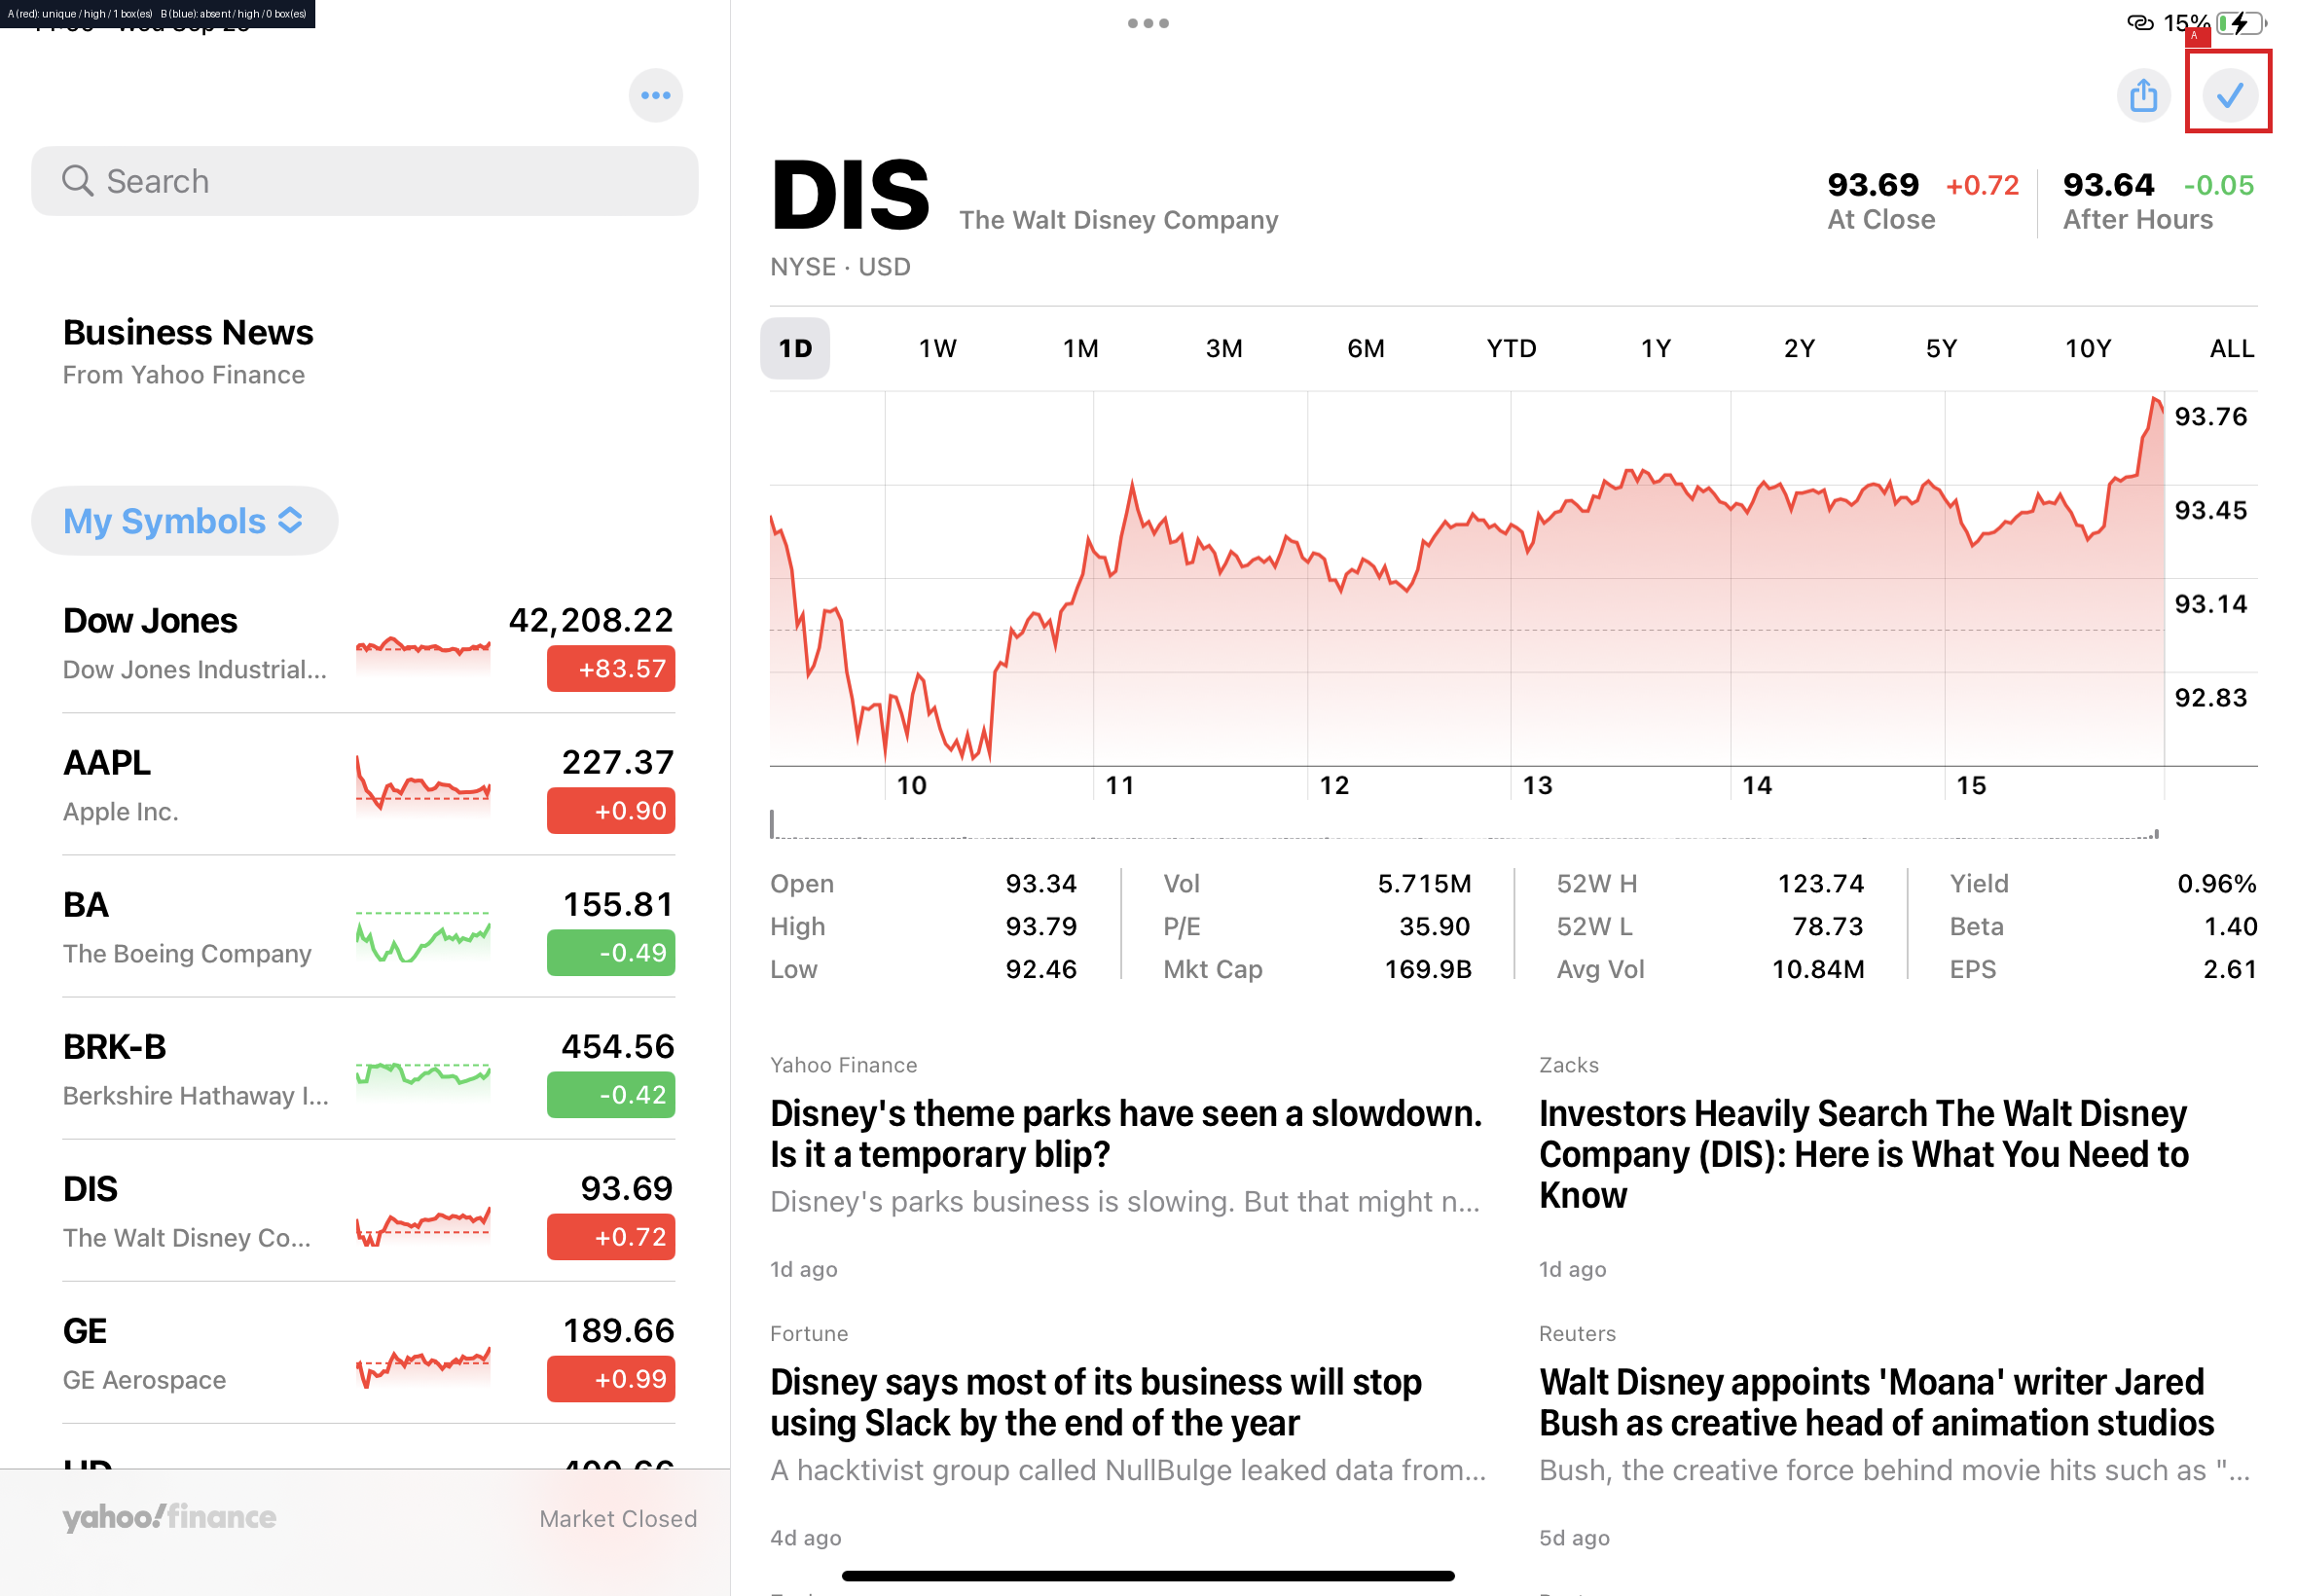 A (red): unique / high / 1 box(es)   B (blue): absent / high / 0 box(es)
15%
A
Search
Business News
From Yahoo Finance
My Symbols
Dow Jones
42,208.22
Dow Jones Industrial...
+83.57
AAPL
227.37
Apple Inc.
+0.90
BA
155.81
The Boeing Company
-0.49
BRK-B
454.56
Berkshire Hathaway I...
-0.42
DIS
93.69
The Walt Disney Co...
+0.72
GE
189.66
GE Aerospace
+0.99
yahoo!finance
Market Closed
DIS The Walt Disney Company
NYSE · USD
93.69 +0.72
At Close
93.64 -0.05
After Hours
1D 1W 1M 3M 6M YTD 1Y 2Y 5Y 10Y ALL
93.76
93.45
93.14
92.83
10 11 12 13 14 15
Open 93.34 Vol 5.715M 52W H 123.74 Yield 0.96%
High 93.79 P/E 35.90 52W L 78.73 Beta 1.40
Low 92.46 Mkt Cap 169.9B Avg Vol 10.84M EPS 2.61
Yahoo Finance
Disney's theme parks have seen a slowdown.
Is it a temporary blip?
Disney's parks business is slowing. But that might n...
1d ago
Zacks
Investors Heavily Search The Walt Disney
Company (DIS): Here is What You Need to
Know
1d ago
Fortune
Disney says most of its business will stop
using Slack by the end of the year
A hacktivist group called NullBulge leaked data from...
4d ago
Reuters
Walt Disney appoints 'Moana' writer Jared
Bush as creative head of animation studios
Bush, the creative force behind movie hits such as "...
5d ago